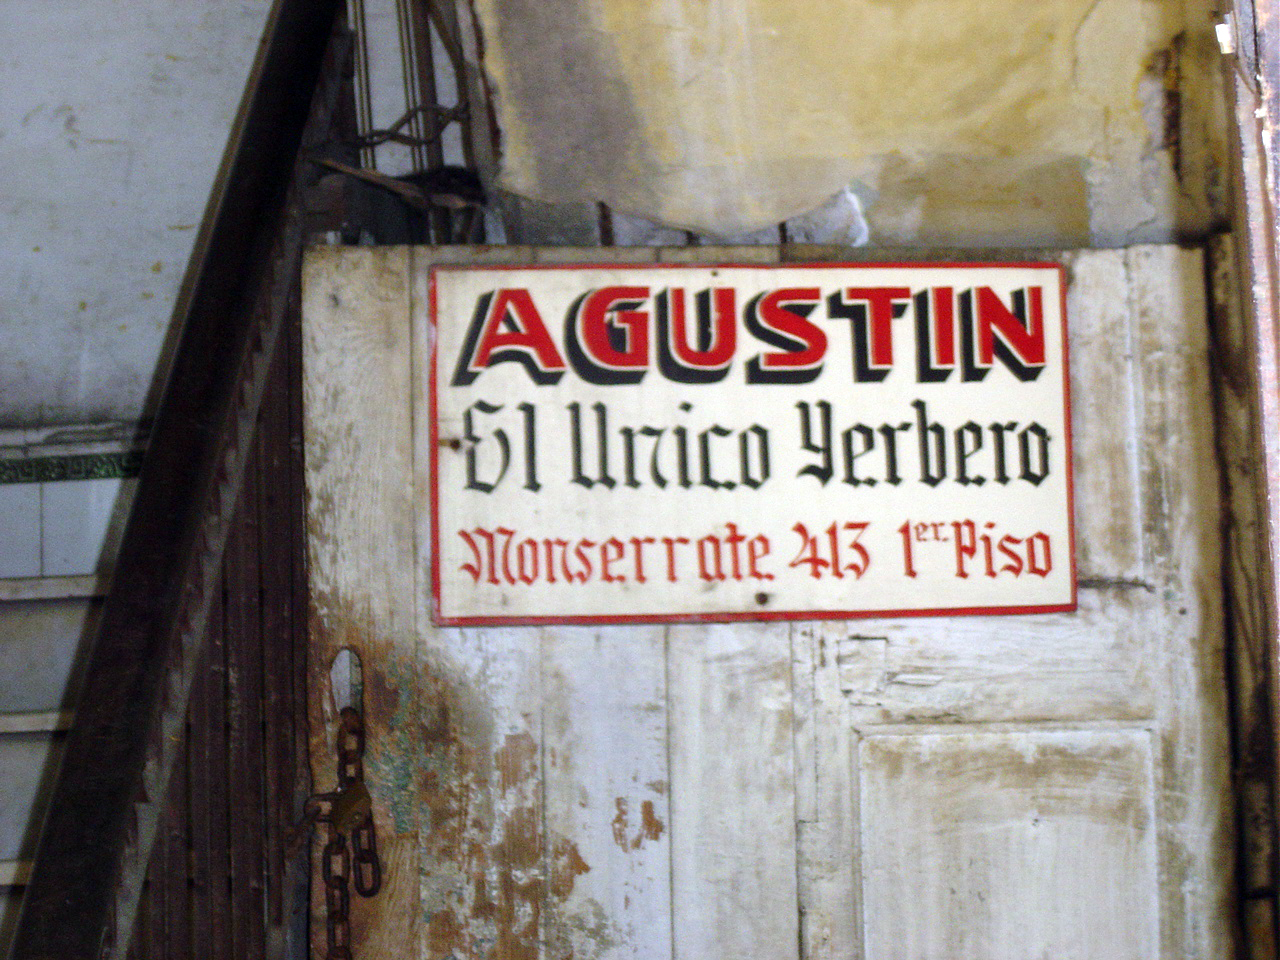 AGUSTIN
El Unico Yerbero
Monserrate 413 1er. Piso